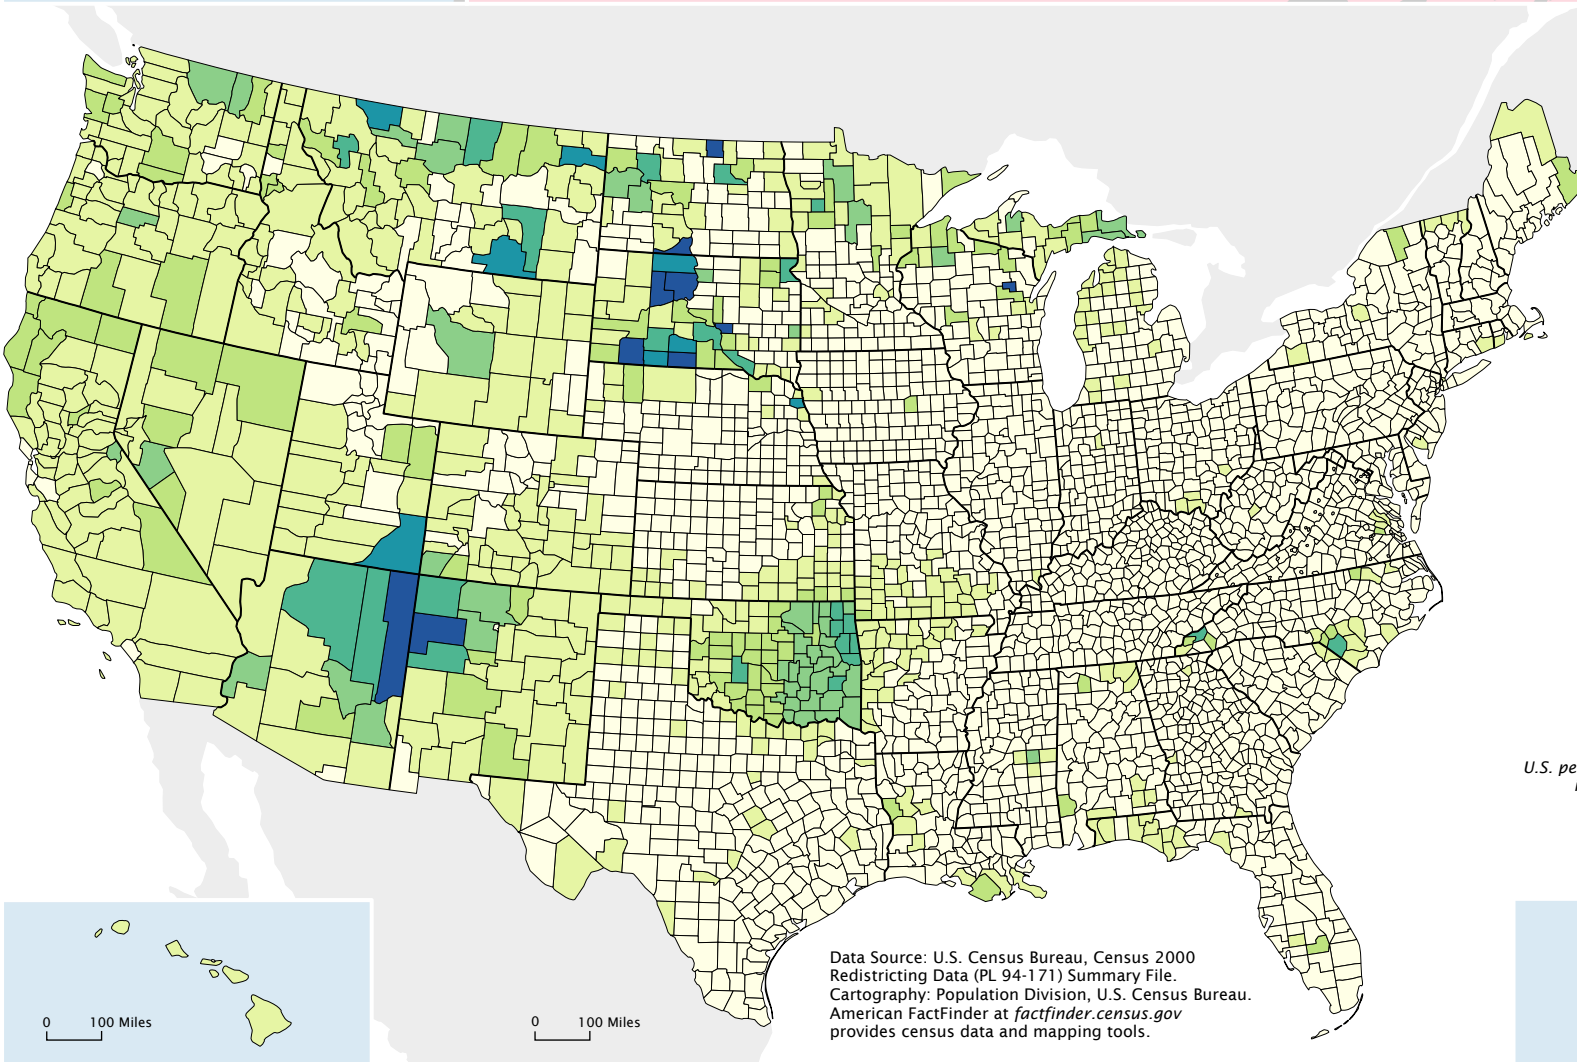 U.S. pe
Data Source: U.S. Census Bureau, Census 2000
Redistricting Data (PL 94-171) Summary File.
Cartography: Population Division, U.S. Census Bureau.
American FactFinder at factfinder.census.gov
provides census data and mapping tools.
0 100 Miles
0 100 Miles